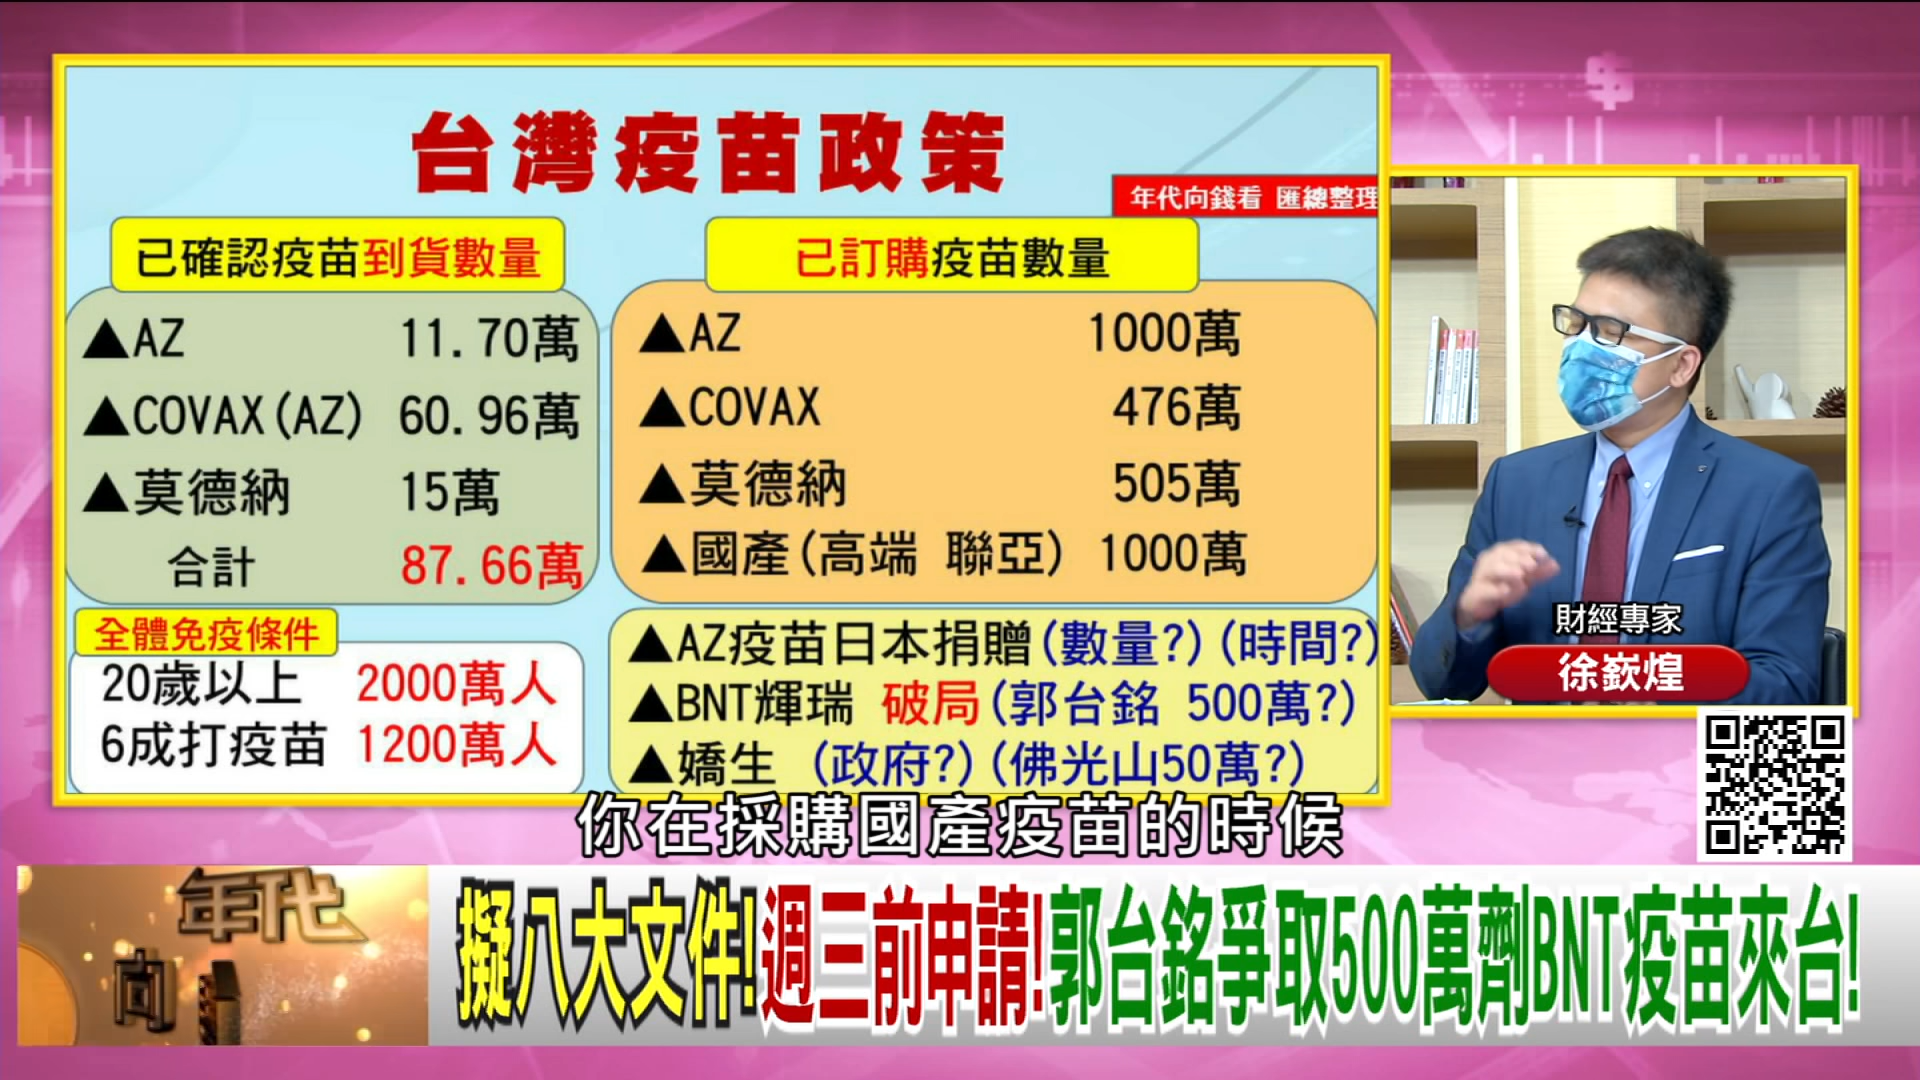 台灣疫苗政策
年代向錢看 匯總整理
已確認疫苗到貨數量
▲AZ 11.70萬
▲COVAX(AZ) 60.96萬
▲莫德納 15萬
合計 87.66萬
全體免疫條件
20歲以上 2000萬人
6成打疫苗 1200萬人
已訂購疫苗數量
▲AZ 1000萬
▲COVAX 476萬
▲莫德納 505萬
▲國產(高端 聯亞) 1000萬
▲AZ疫苗日本捐贈(數量?)(時間?)
▲BNT輝瑞 破局(郭台銘 500萬?)
▲嬌生 (政府?)(佛光山50萬?)
財經專家
徐嶔煌
你在採購國產疫苗的時候
年代
向
擬八大文件!週三前申請!郭台銘爭取500萬劑BNT疫苗來台!